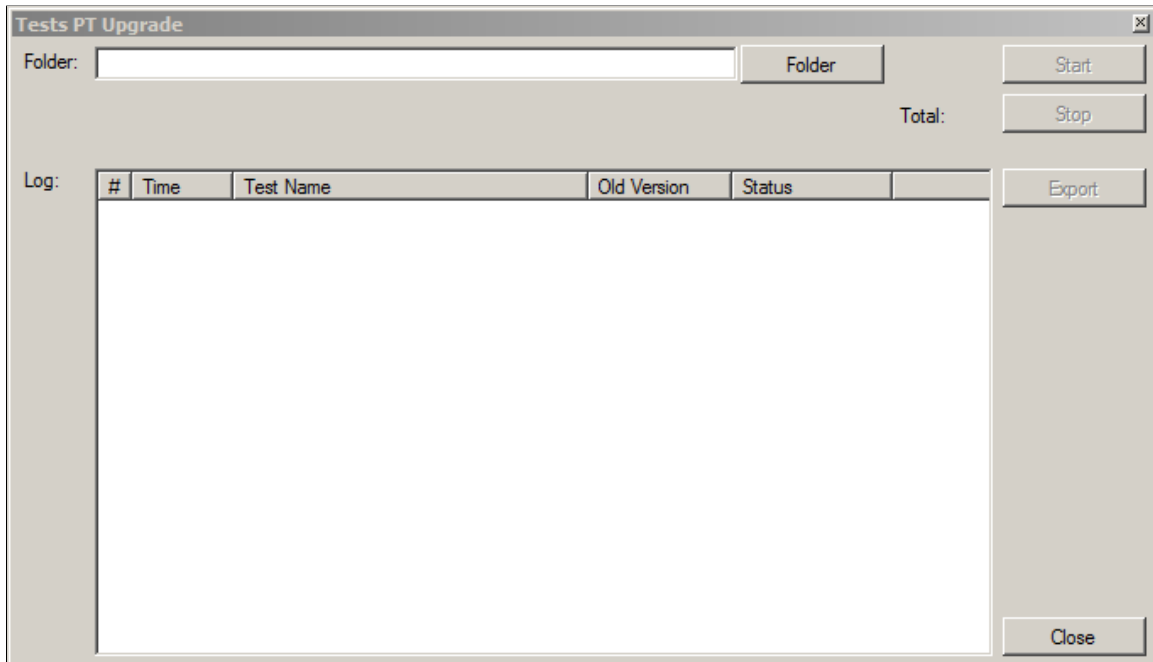 Tests PT Upgrade
Folder: Folder Start
Total: Stop
Log: # Time Test Name Old Version Status Export
Close